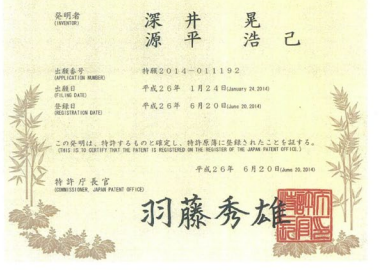 発明者 深井 晃
(INVENTOR) 源平 浩己
出願番号 特願2014-011192
(APPLICATION NUMBER)
出願日 平成26年 1月24日(January 24,2014)
(FILING DATE)
登録日 平成26年 6月20日(June 20,2014)
(REGISTRATION DATE)
この発明は、特許するものと確定し、特許原簿に登録されたことを証する。
(THIS IS TO CERTIFY THAT THE PATENT IS REGISTERED ON THE REGISTER OF THE JAPAN PATENT OFFICE.)
平成26年 6月20日(June 20,2014)
特許庁長官
(COMMISSIONER, JAPAN PATENT OFFICE)
羽藤秀雄